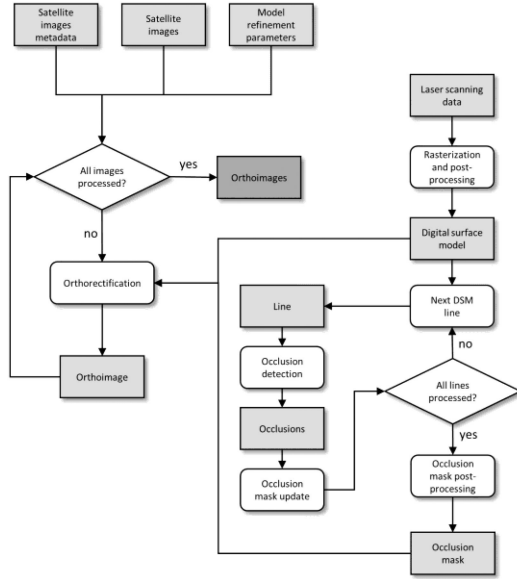 Satellite
images
metadata
Satellite
images
Model
refinement
parameters
All images
processed?
yes
Orthoimages
no
Orthorectification
Orthoimage
Laser scanning
data
Rasterization
and post-
processing
Digital surface
model
Next DSM
line
Line
Occlusion
detection
Occlusions
Occlusion
mask update
no
All lines
processed?
yes
Occlusion
mask post-
processing
Occlusion
mask